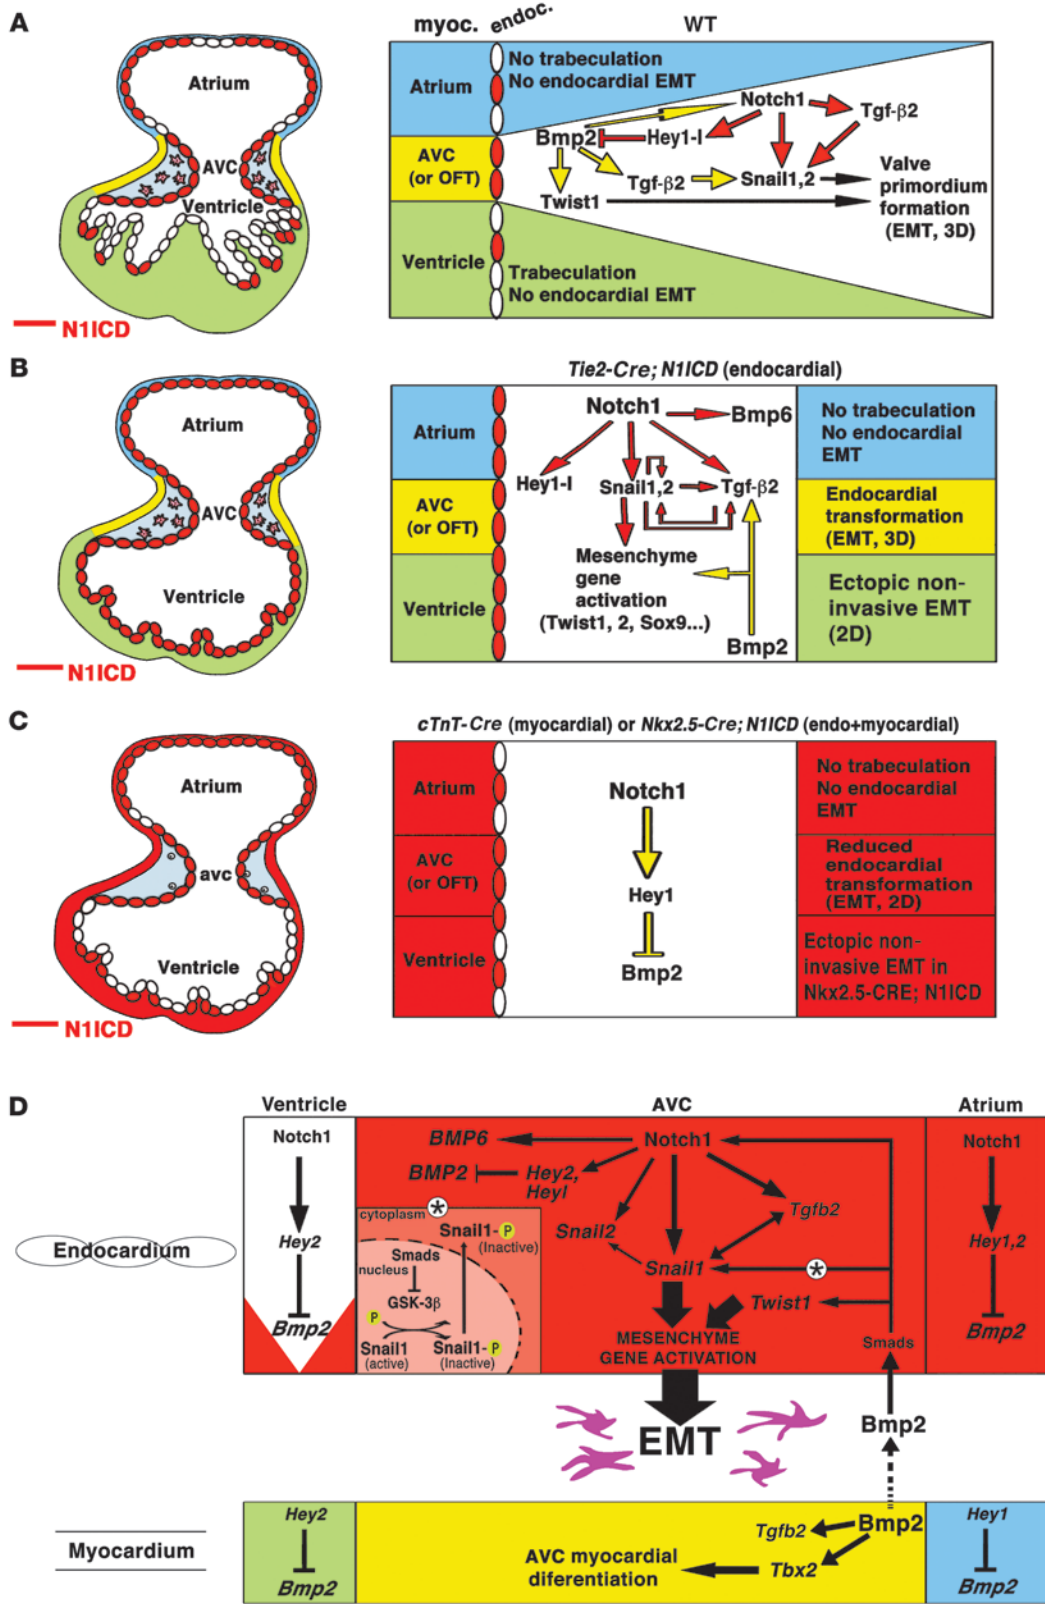 A
myoc. endoc. WT
Atrium
AVC
Ventricle
N1ICD
Atrium
AVC
(or OFT)
Ventricle
No trabeculation
No endocardial EMT
Notch1
Tgf-β2
Bmp2
Hey1-I
Tgf-β2
Snail1,2
Twist1
Valve
primordium
formation
(EMT, 3D)
Trabeculation
No endocardial EMT
B
Tie2-Cre; N1ICD (endocardial)
Atrium
AVC
Ventricle
N1ICD
Atrium
AVC
(or OFT)
Ventricle
Notch1
Bmp6
Hey1-I
Snail1,2
Tgf-β2
Mesenchyme
gene
activation
(Twist1, 2, Sox9...)
Bmp2
No trabeculation
No endocardial
EMT
Endocardial
transformation
(EMT, 3D)
Ectopic non-
invasive EMT
(2D)
C
cTnT-Cre (myocardial) or Nkx2.5-Cre; N1ICD (endo+myocardial)
Atrium
avc
Ventricle
N1ICD
Atrium
AVC
(or OFT)
Ventricle
Notch1
Hey1
Bmp2
No trabeculation
No endocardial
EMT
Reduced
endocardial
transformation
(EMT, 2D)
Ectopic non-
invasive EMT in
Nkx2.5-CRE; N1ICD
D
Ventricle AVC Atrium
Endocardium
Notch1
Hey2
Bmp2
BMP6
Notch1
BMP2
Hey2,
Heyl
Tgfb2
Snail2
Snail1
Twist1
cytoplasm *
Snail1-P
(Inactive)
Smads
nucleus
GSK-3β
P
Snail1
(active)
Snail1-P
(Inactive)
*
MESENCHYME
GENE ACTIVATION
Smads
Notch1
Hey1,2
Bmp2
EMT
Bmp2
Myocardium
Hey2
Bmp2
Tgfb2
Bmp2
Tbx2
AVC myocardial
diferentiation
Hey1
Bmp2